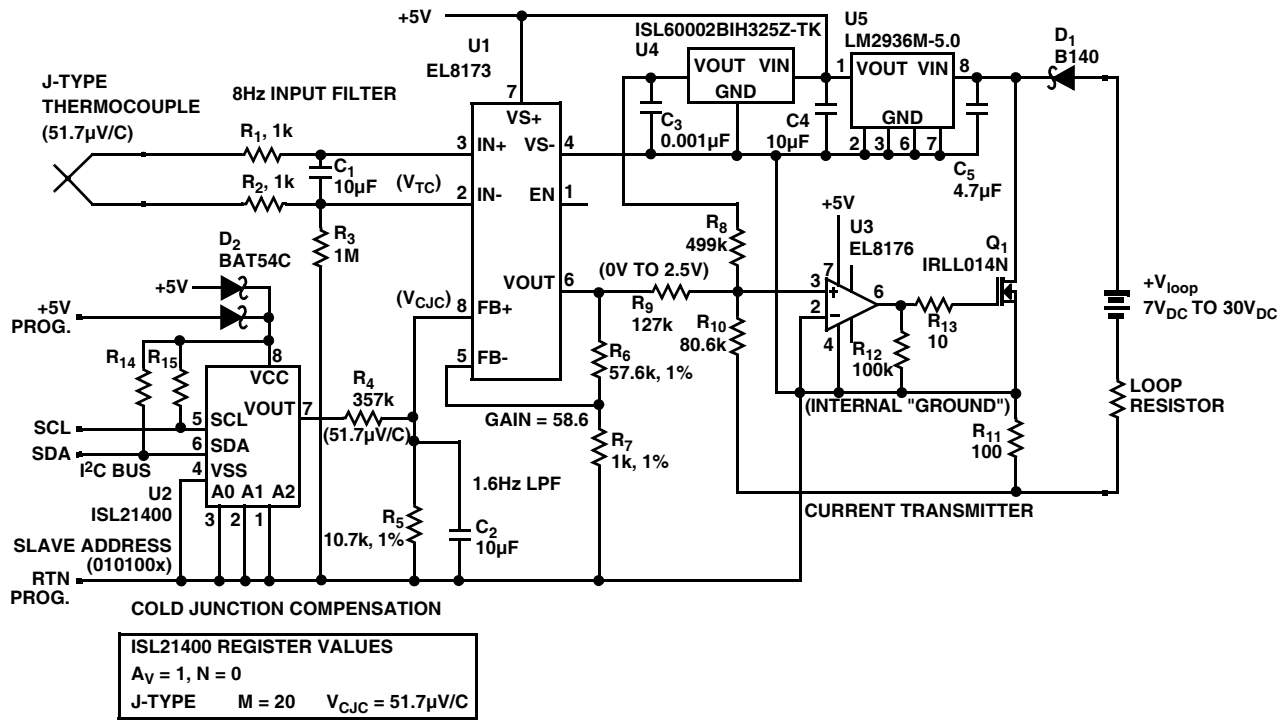 +5V
ISL60002BIH325Z-TK
U4
U5
LM2936M-5.0
D1
B140
U1
EL8173
VOUT VIN
GND
1
VOUT VIN
8
GND
2 3 6 7
J-TYPE
THERMOCOUPLE
(51.7µV/C)
8Hz INPUT FILTER
7
VS+
C3
0.001µF
C4
10µF
C5
4.7µF
R1, 1k
3
IN+
VS-
4
C1
10µF
R2, 1k
(VTC)
2
IN-
EN
1
+5V
R3
1M
R8
499k
U3
EL8176
Q1
IRLL014N
D2
BAT54C
+5V
+5V
PROG.
(VCJC)
8
FB+
VOUT
6
(0V TO 2.5V)
R9
127k
R10
80.6k
7
3
+
2
−
6
4
R13
10
R12
100k
+Vloop
7VDC TO 30VDC
5
FB-
R6
57.6k, 1%
R14
R15
8
VCC
VOUT
7
R4
357k
(51.7µV/C)
GAIN = 58.6
(INTERNAL "GROUND")
LOOP
RESISTOR
SCL
5
SCL
SDA
6
SDA
I2C BUS
4
VSS
R7
1k, 1%
R11
100
U2
ISL21400
A0 A1 A2
3 2 1
1.6Hz LPF
CURRENT TRANSMITTER
R5
10.7k, 1%
C2
10µF
SLAVE ADDRESS
(010100x)
RTN
PROG.
COLD JUNCTION COMPENSATION
ISL21400 REGISTER VALUES
AV = 1, N = 0
J-TYPE M = 20 VCJC = 51.7µV/C